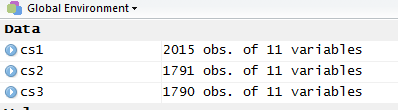 Global Environment
Data
cs1 2015 obs. of 11 variables
cs2 1791 obs. of 11 variables
cs3 1790 obs. of 11 variables